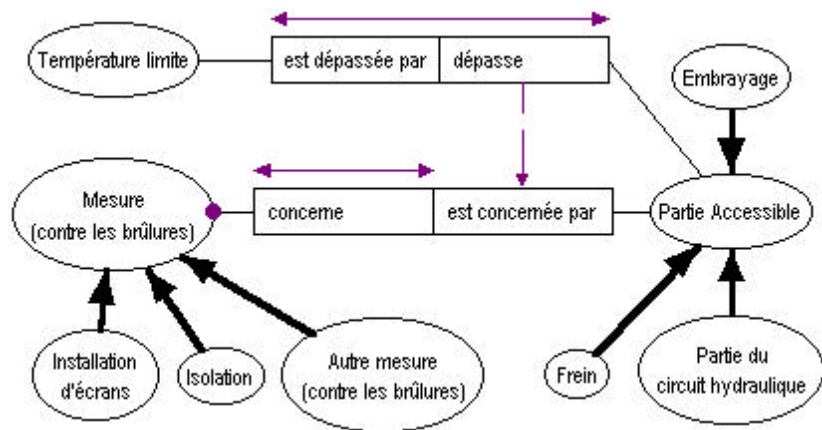 Température limite
est dépassée par
dépasse
Embrayage
Mesure
(contre les brûlures)
concerne
est concernée par
Partie Accessible
Installation
d'écrans
Isolation
Autre mesure
(contre les brûlures)
Frein
Partie du
circuit hydraulique